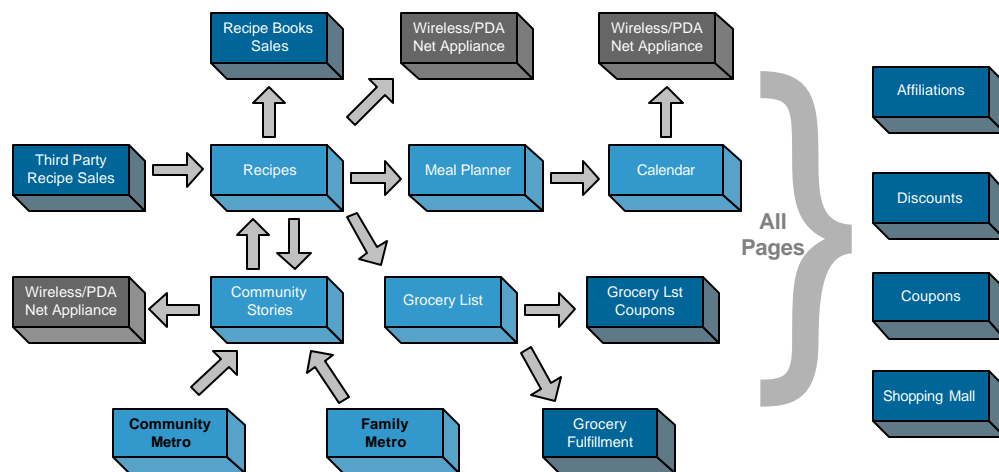 Recipe Books
Sales
Wireless/PDA
Net Appliance
Wireless/PDA
Net Appliance
Affiliations
Third Party
Recipe Sales
Recipes
Meal Planner
Calendar
Discounts
All
Pages
Wireless/PDA
Net Appliance
Community
Stories
Grocery List
Grocery Lst
Coupons
Coupons
Shopping Mall
Community
Metro
Family
Metro
Grocery
Fulfillment